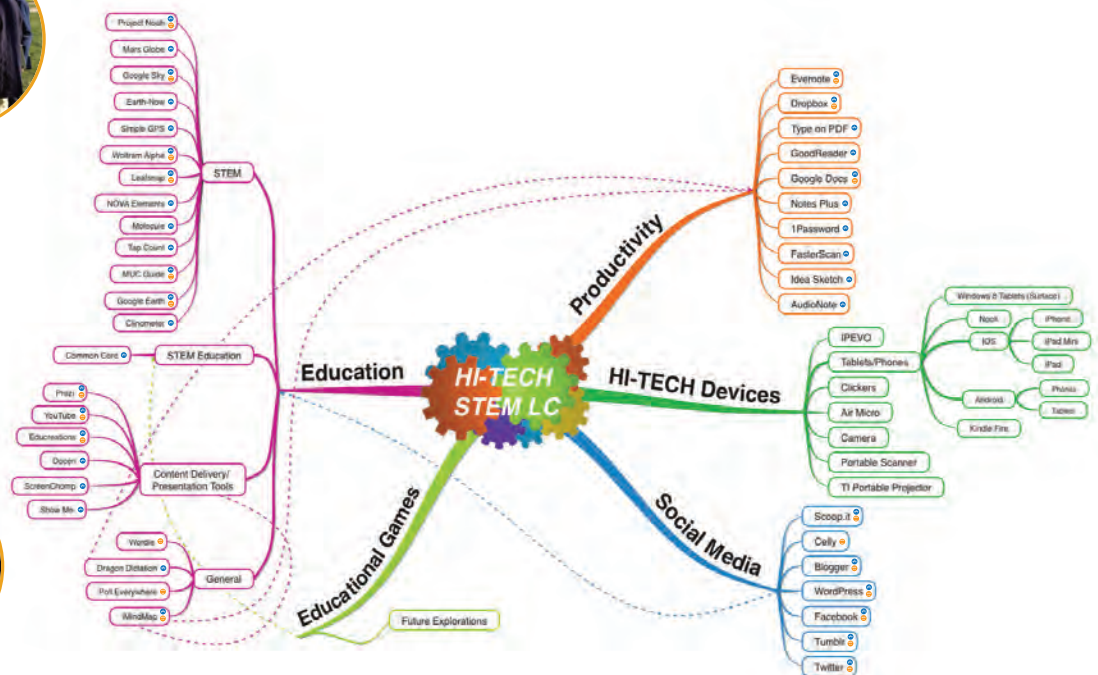 HI-TECH
STEM LC
Education
STEM
Project Noah
Mars Globe
Google Sky
Earth-Now
Simple GPS
Wolfram Alpha
Leafsnap
NOVA Elements
Molecule
Tap Count
MUC Guide
Google Earth
Clinometer
STEM Education
Common Core
Content Delivery/
Presentation Tools
Prezi
YouTube
Educreations
Doceri
ScreenChomp
Show Me
General
Wordle
Dragon Dictation
Poll Everywhere
iMindMap
Educational Games
Future Explorations
Productivity
Evernote
Dropbox
Type on PDF
GoodReader
Google Docs
Notes Plus
1Password
FasterScan
Idea Sketch
AudioNote
HI-TECH Devices
IPEVO
Tablets/Phones
Windows 8 Tablets (Surface)
Nook
IOS
iPhone
iPad Mini
iPad
Android
Phones
Tablets
Kindle Fire
Clickers
Air Micro
Camera
Portable Scanner
TI Portable Projector
Social Media
Scoop.it
Celly
Blogger
WordPress
Facebook
Tumblr
Twitter